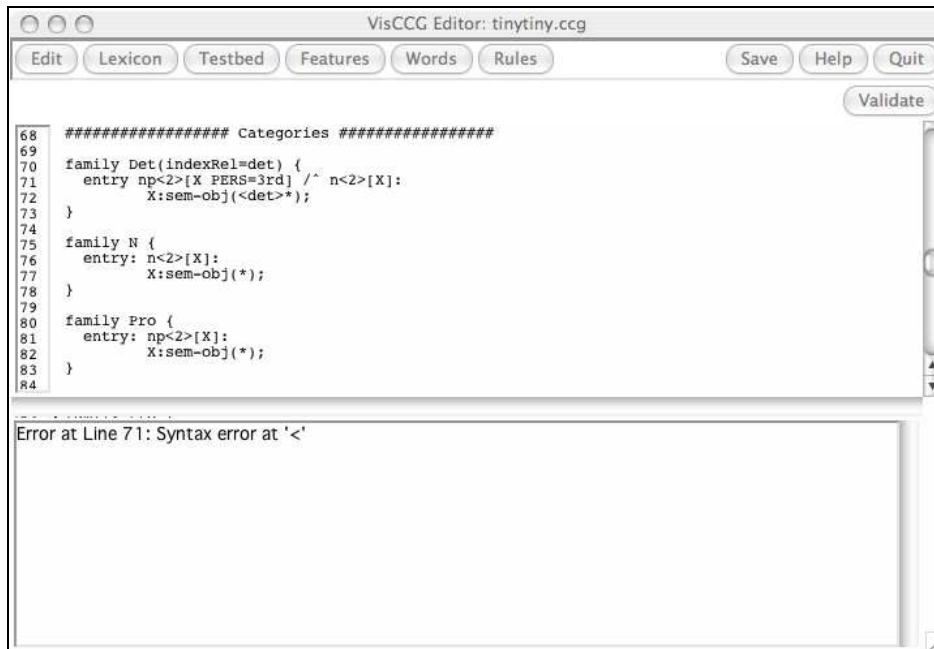 VisCCG Editor: tinytiny.ccg
Edit Lexicon Testbed Features Words Rules Save Help Quit
Validate
68 ################## Categories #################
69
70 family Det(indexRel=det) {
71 entry np<2>[X PERS=3rd] /^ n<2>[X]:
72 X:sem-obj(<det>*);
73 }
74
75 family N {
76 entry: n<2>[X]:
77 X:sem-obj(*);
78 }
79
80 family Pro {
81 entry: np<2>[X]:
82 X:sem-obj(*);
83 }
84
Error at Line 71: Syntax error at '<'